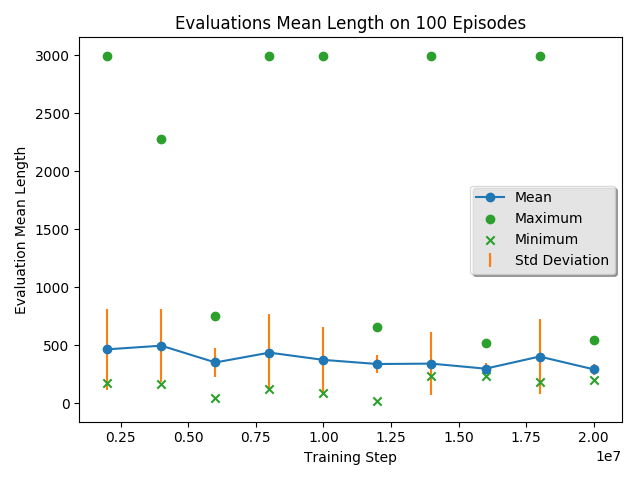 Evaluations Mean Length on 100 Episodes
Evaluation Mean Length
3000
2500
2000
1500
1000
500
0
Mean
Maximum
Minimum
Std Deviation
0.25 0.50 0.75 1.00 1.25 1.50 1.75 2.00
1e7
Training Step